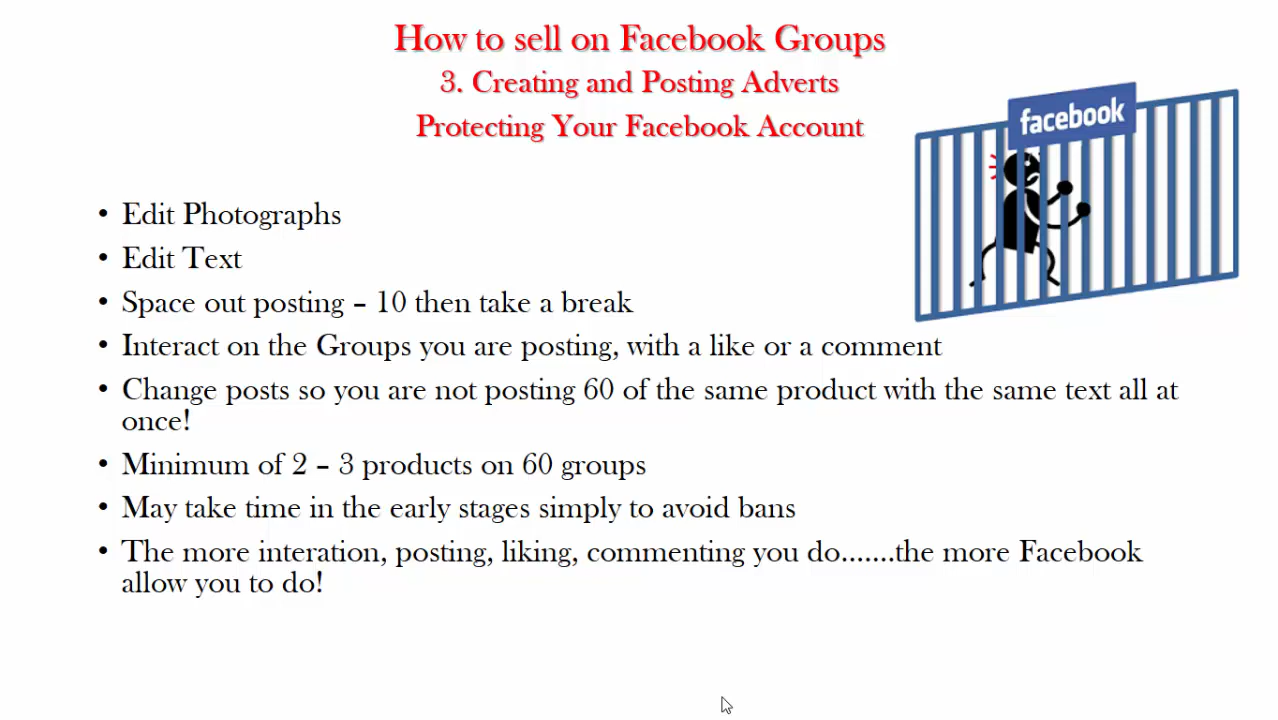 How to sell on Facebook Groups
3. Creating and Posting Adverts
Protecting Your Facebook Account
facebook
• Edit Photographs
• Edit Text
• Space out posting – 10 then take a break
• Interact on the Groups you are posting, with a like or a comment
• Change posts so you are not posting 60 of the same product with the same text all at
once!
• Minimum of 2 – 3 products on 60 groups
• May take time in the early stages simply to avoid bans
• The more interation, posting, liking, commenting you do.......the more Facebook
allow you to do!